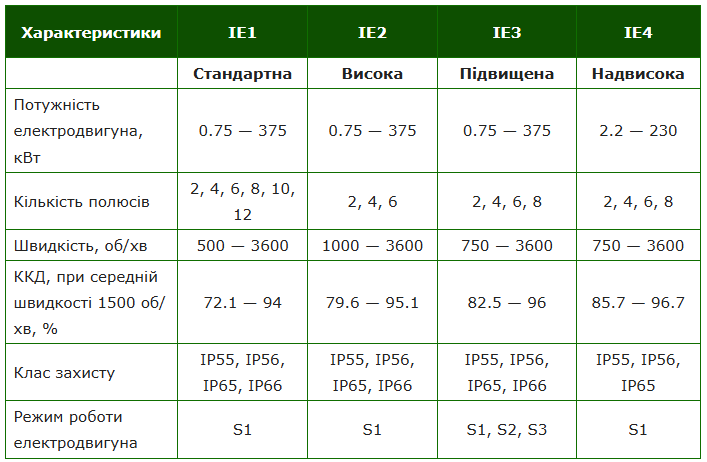 Характеристики IE1 IE2 IE3 IE4
Стандартна Висока Підвищена Надвисока
Потужність
електродвигуна, 0.75 — 375 0.75 — 375 0.75 — 375 2.2 — 230
кВт
Кількість полюсів 2, 4, 6, 8, 10, 2, 4, 6 2, 4, 6, 8 2, 4, 6, 8
12
Швидкість, об/хв 500 — 3600 1000 — 3600 750 — 3600 750 — 3600
ККД, при середній
швидкості 1500 об/ 72.1 — 94 79.6 — 95.1 82.5 — 96 85.7 — 96.7
хв, %
Клас захисту IP55, IP56, IP55, IP56, IP55, IP56, IP55, IP56,
IP65, IP66 IP65, IP66 IP65, IP66 IP65
Режим роботи
електродвигуна S1 S1 S1, S2, S3 S1